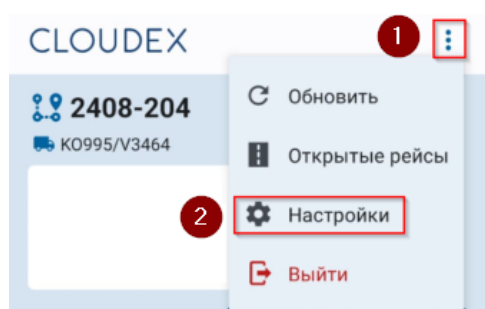 CLOUDEX
1
2408-204
KO995/V3464
Обновить
Открытые рейсы
2
Настройки
Выйти